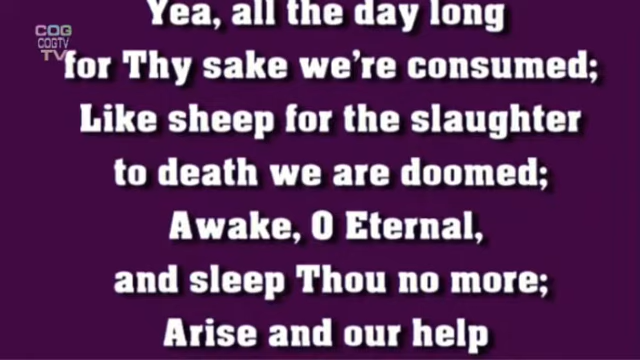 COG
COGTV
TV
Yea, all the day long
for Thy sake we're consumed;
Like sheep for the slaughter
to death we are doomed;
Awake, O Eternal,
and sleep Thou no more;
Arise and our help